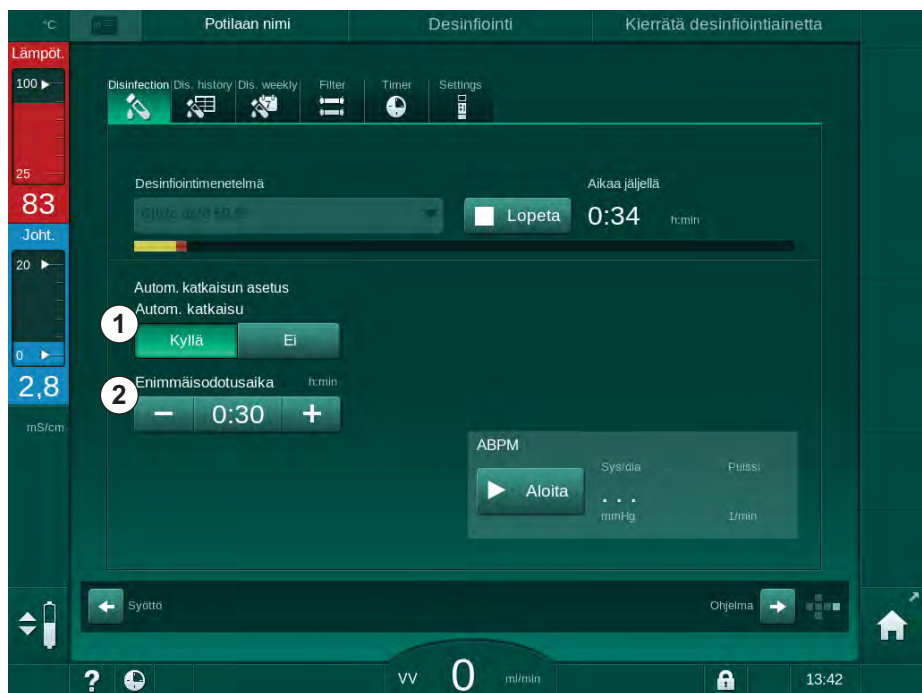 °C
Potilaan nimi
Desinfiointi
Kierrätä desinfiointiainetta
Lämpöt.
100
25
83
Joht.
20
0
2,8
mS/cm
Disinfection
Dis. history
Dis. weekly
Filter
Timer
Settings
Desinfiointimenetelmä
Lopeta
Aikaa jäljellä
0:34 h:min
Autom. katkaisun asetus
Autom. katkaisu
1
Kyllä
Ei
2
Enimmäisodotusaika h:min
− 0:30 +
ABPM
Aloita
Sys/dia
Pulssi
. . .
mmHg
1/min
Syöttö
Ohjelma
?
VV 0 ml/min
13:42